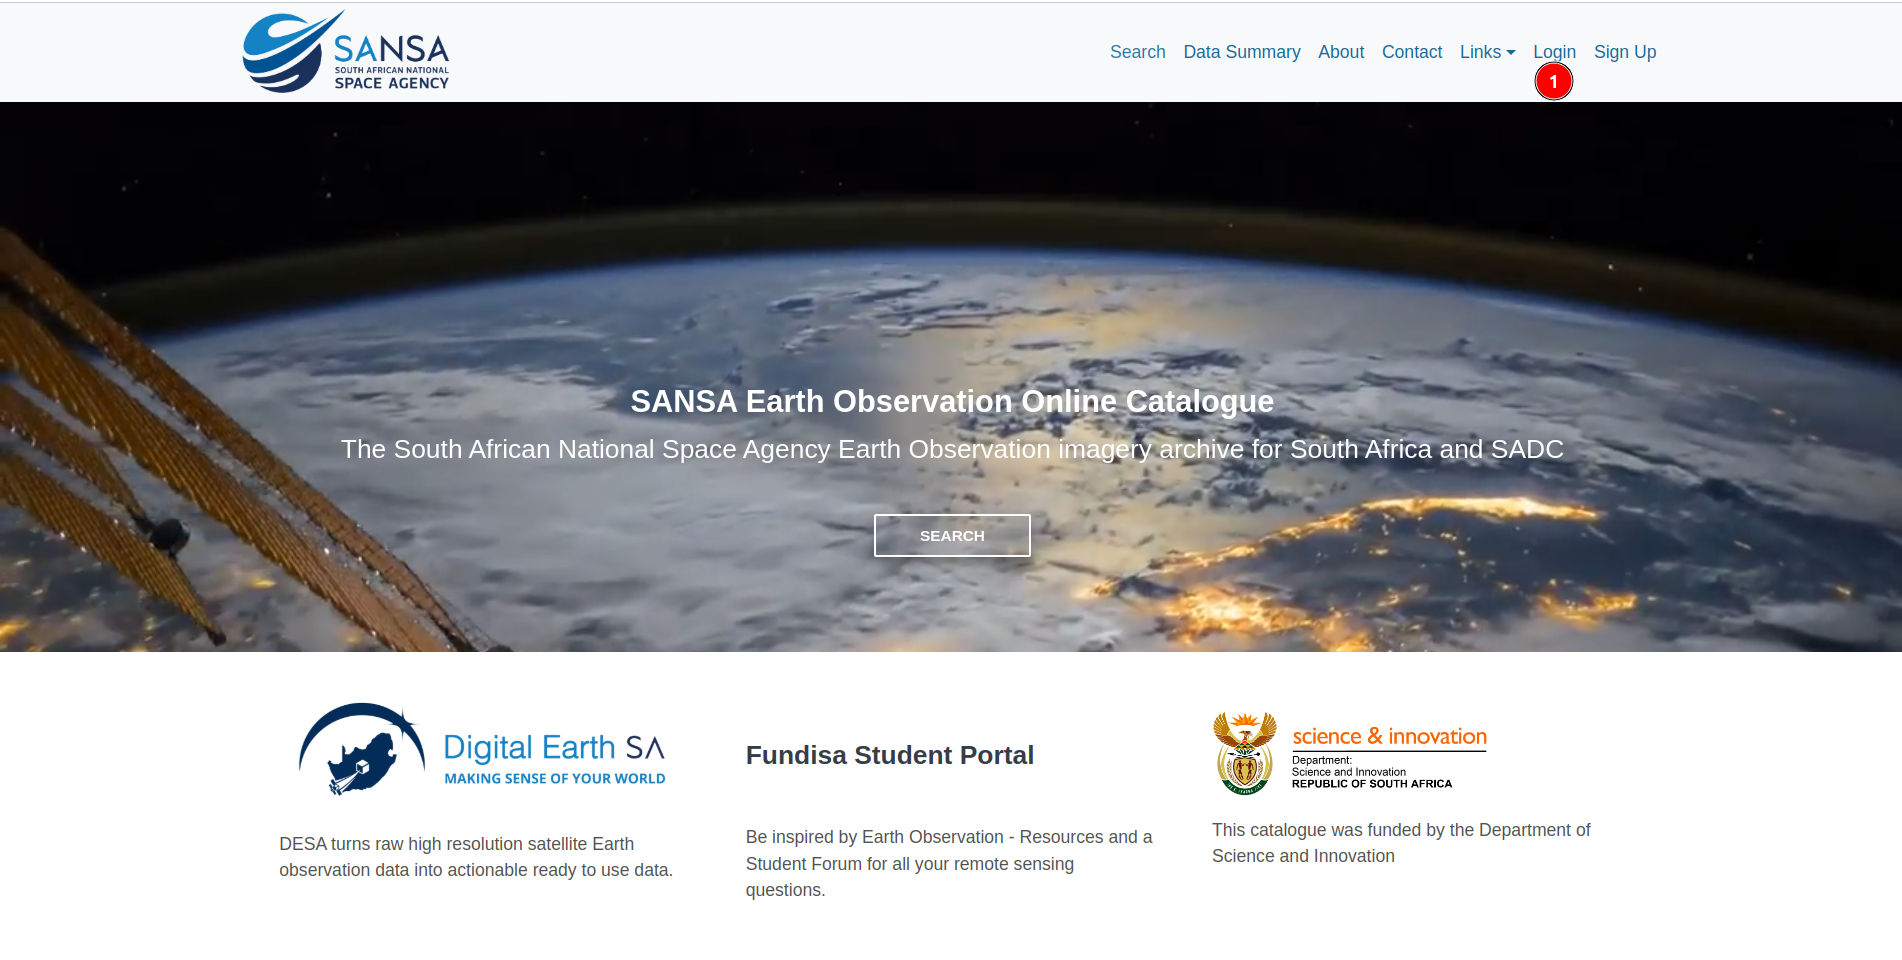 SANSA
SOUTH AFRICAN NATIONAL
SPACE AGENCY
Search Data Summary About Contact Links Login Sign Up
1
SANSA Earth Observation Online Catalogue
The South African National Space Agency Earth Observation imagery archive for South Africa and SADC
SEARCH
Digital Earth SA
MAKING SENSE OF YOUR WORLD
DESA turns raw high resolution satellite Earth
observation data into actionable ready to use data.
Fundisa Student Portal
Be inspired by Earth Observation - Resources and a
Student Forum for all your remote sensing
questions.
science & innovation
Department:
Science and Innovation
REPUBLIC OF SOUTH AFRICA
This catalogue was funded by the Department of
Science and Innovation